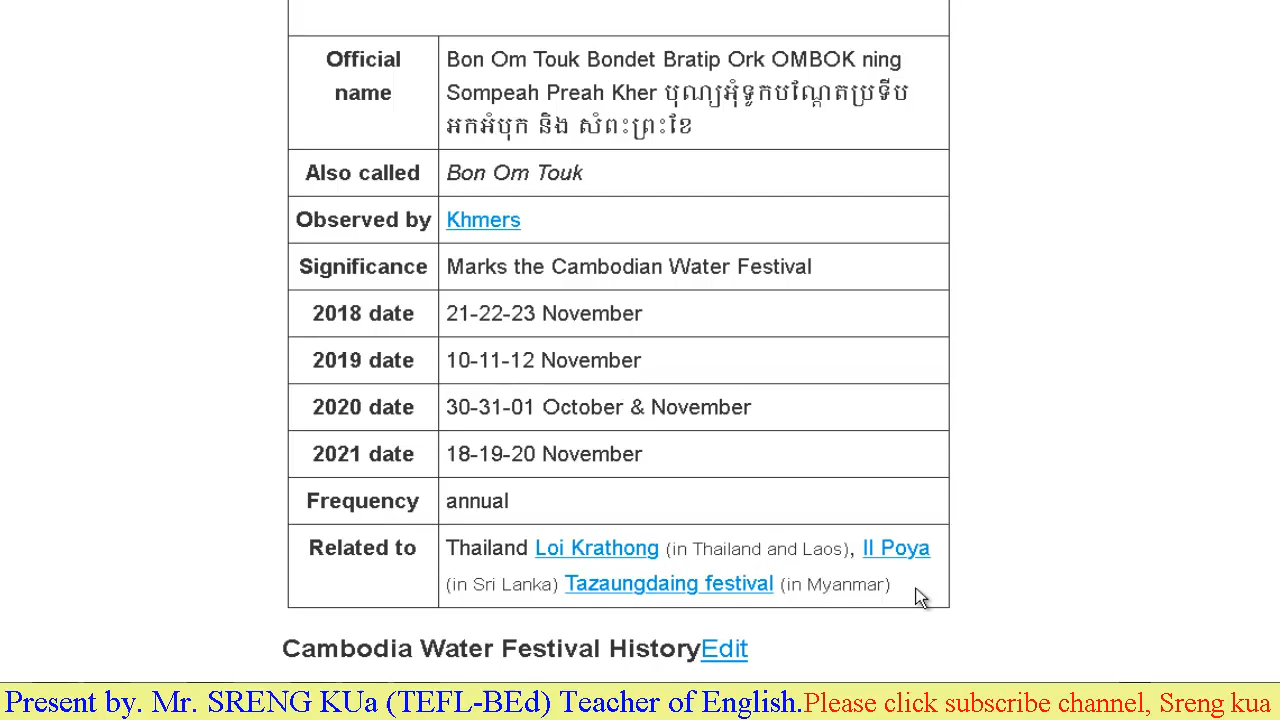 Official name
Bon Om Touk Bondet Bratip Ork OMBOK ning
Sompeah Preah Kher បុណ្យអុំទូកបណ្ដែតប្រទីប
អកអំបុក និង សំពះព្រះខែ
Also called Bon Om Touk
Observed by Khmers
Significance Marks the Cambodian Water Festival
2018 date 21-22-23 November
2019 date 10-11-12 November
2020 date 30-31-01 October & November
2021 date 18-19-20 November
Frequency annual
Related to Thailand Loi Krathong (in Thailand and Laos), Il Poya
(in Sri Lanka) Tazaungdaing festival (in Myanmar)
Cambodia Water Festival HistoryEdit
Present by. Mr. SRENG KUa (TEFL-BEd) Teacher of English.Please click subscribe channel, Sreng kua